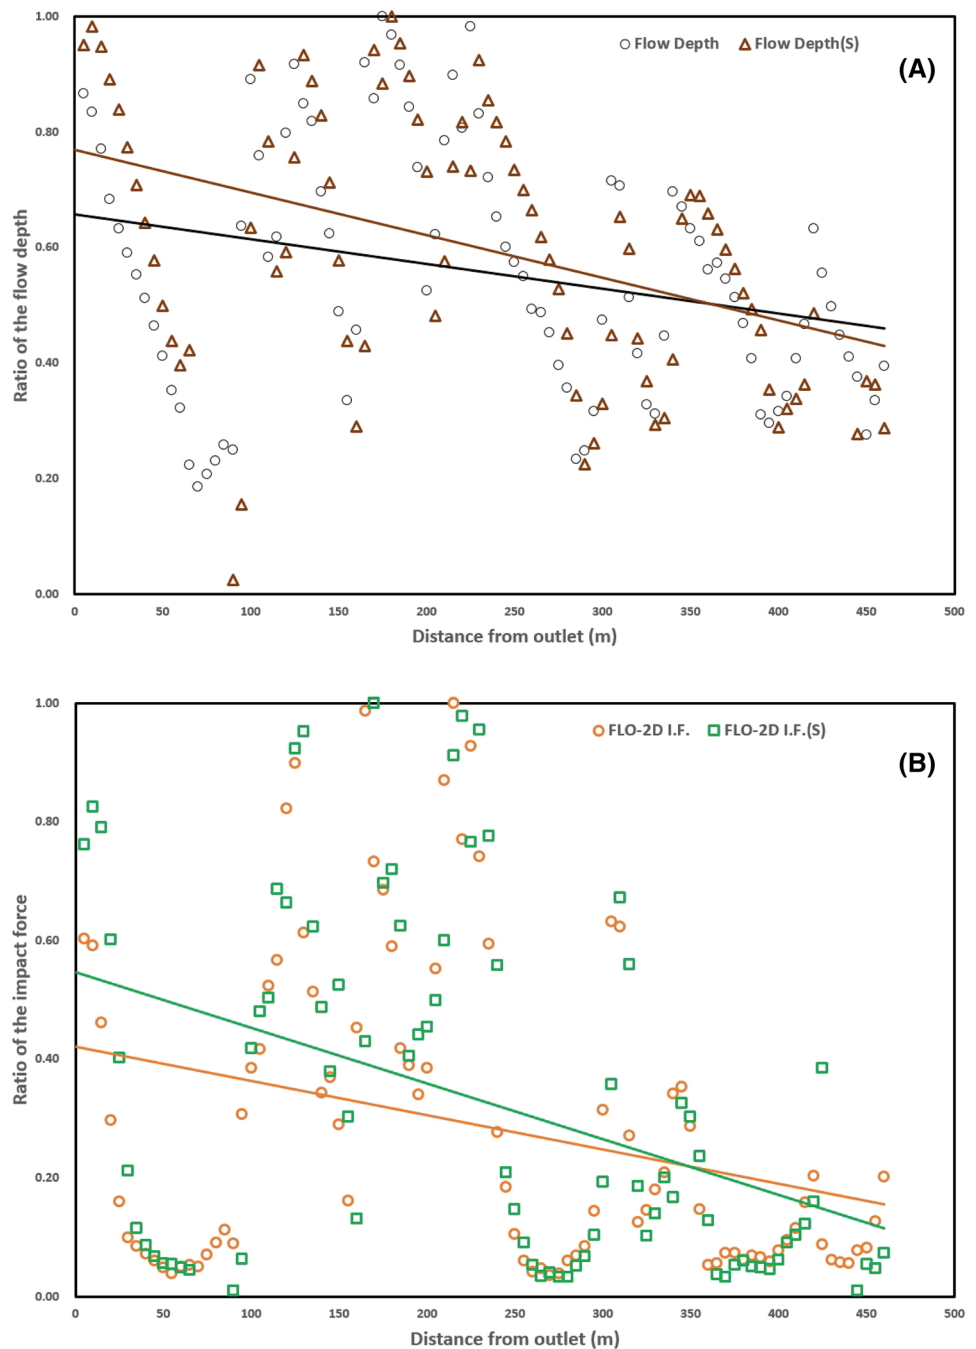 1.00
Flow Depth Flow Depth(S)
(A)
0.80
0.60
0.40
0.20
0.00
Ratio of the flow depth
0 50 100 150 200 250 300 350 400 450 500
Distance from outlet (m)
1.00
FLO-2D I.F. FLO-2D I.F.(S)
(B)
0.80
0.60
0.40
0.20
0.00
Ratio of the impact force
0 50 100 150 200 250 300 350 400 450 500
Distance from outlet (m)